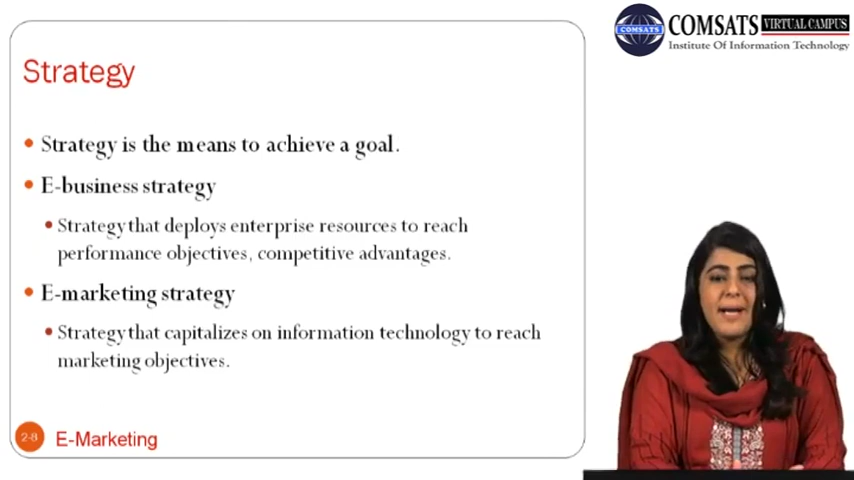 COMSATS VIRTUAL CAMPUS
COMSATS
Institute Of Information Technology
Strategy
• Strategy is the means to achieve a goal.
• E-business strategy
• Strategy that deploys enterprise resources to reach
performance objectives, competitive advantages.
• E-marketing strategy
• Strategy that capitalizes on information technology to reach
marketing objectives.
2-8 E-Marketing